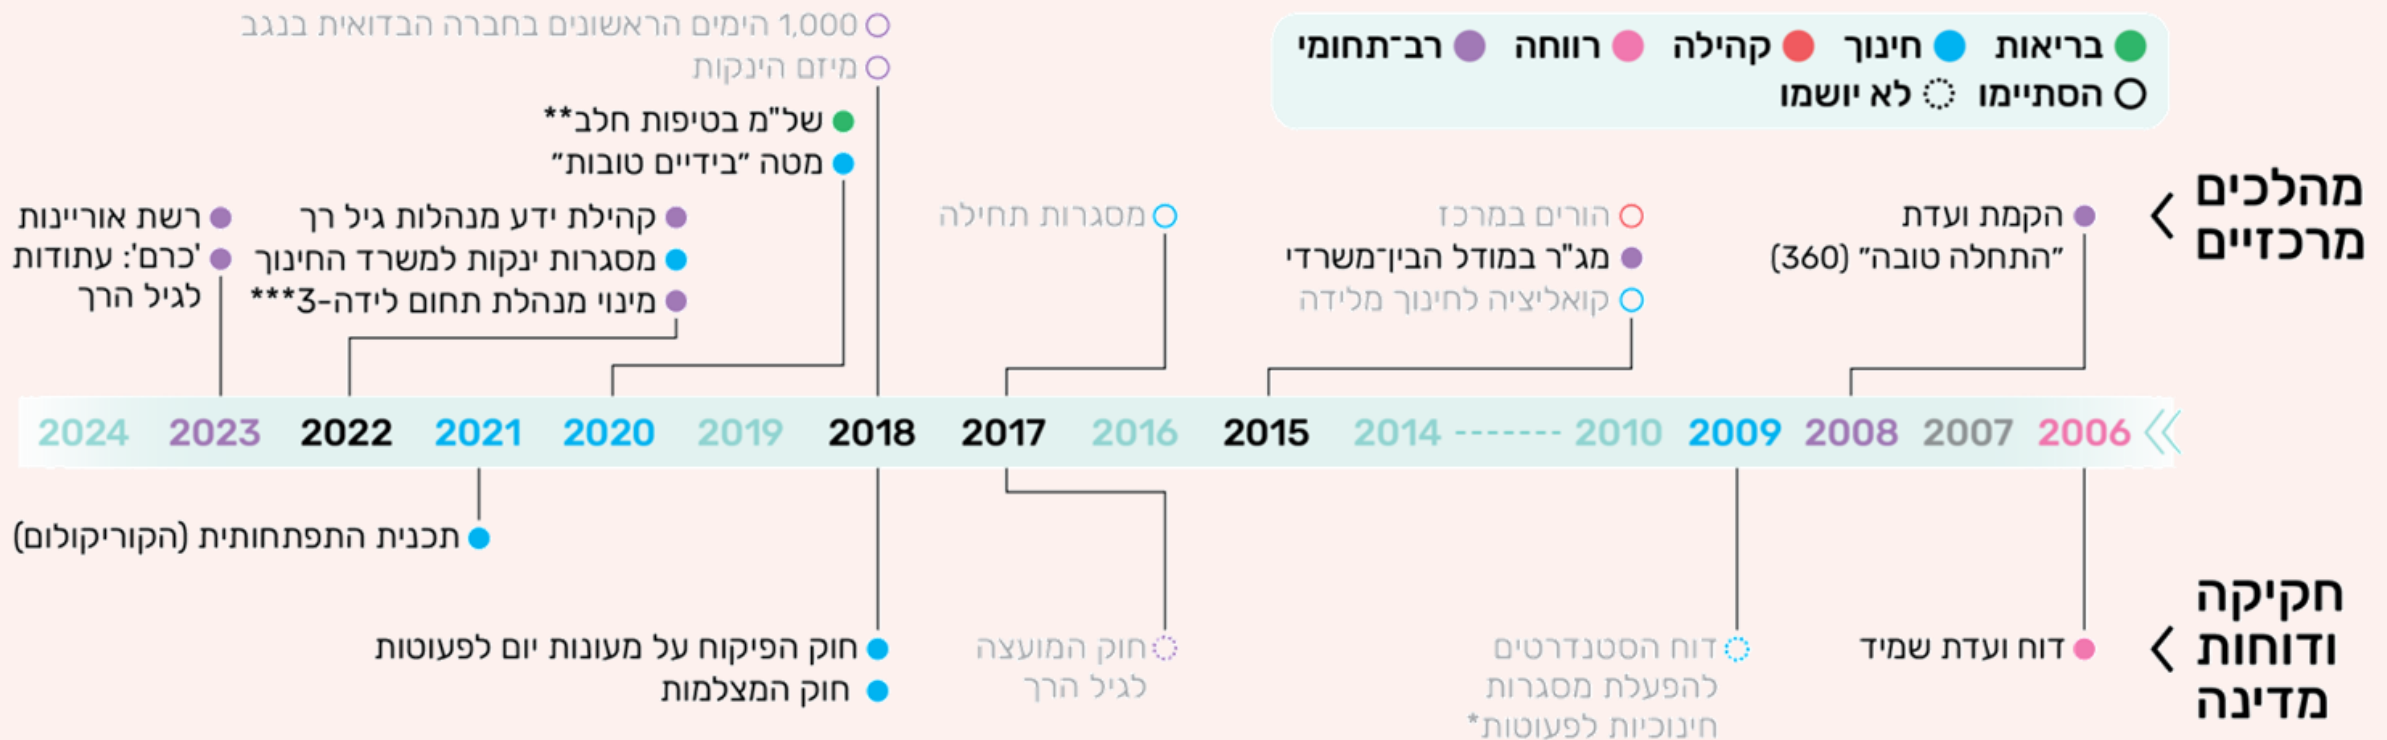 בריאות חינוך קהילה רווחה רב־תחומי
הסתיימו לא יושמו
מהלכים
מרכזיים
הקמת ועדת
״התחלה טובה״ (360)
הורים במרכז
מג"ר במודל הבין־משרדי
קואליציה לחינוך מלידה
מסגרות תחילה
1,000 הימים הראשונים בחברה הבדואית בנגב
מיזם הינקות
של"מ בטיפות חלב**
מטה ״בידיים טובות״
קהילת ידע מנהלות גיל רך
מסגרות ינקות למשרד החינוך
מינוי מנהלת תחום לידה-3***
רשת אוריינות
'כרם': עתודות
לגיל הרך
2006 2007 2008 2009 2010 ------- 2014 2015 2016 2017 2018 2019 2020 2021 2022 2023 2024
חקיקה
ודוחות
מדינה
דוח ועדת שמיד
דוח הסטנדרטים
להפעלת מסגרות
חינוכיות לפעוטות*
חוק המועצה
לגיל הרך
חוק הפיקוח על מעונות יום לפעוטות
חוק המצלמות
תכנית התפתחותית (הקוריקולום)